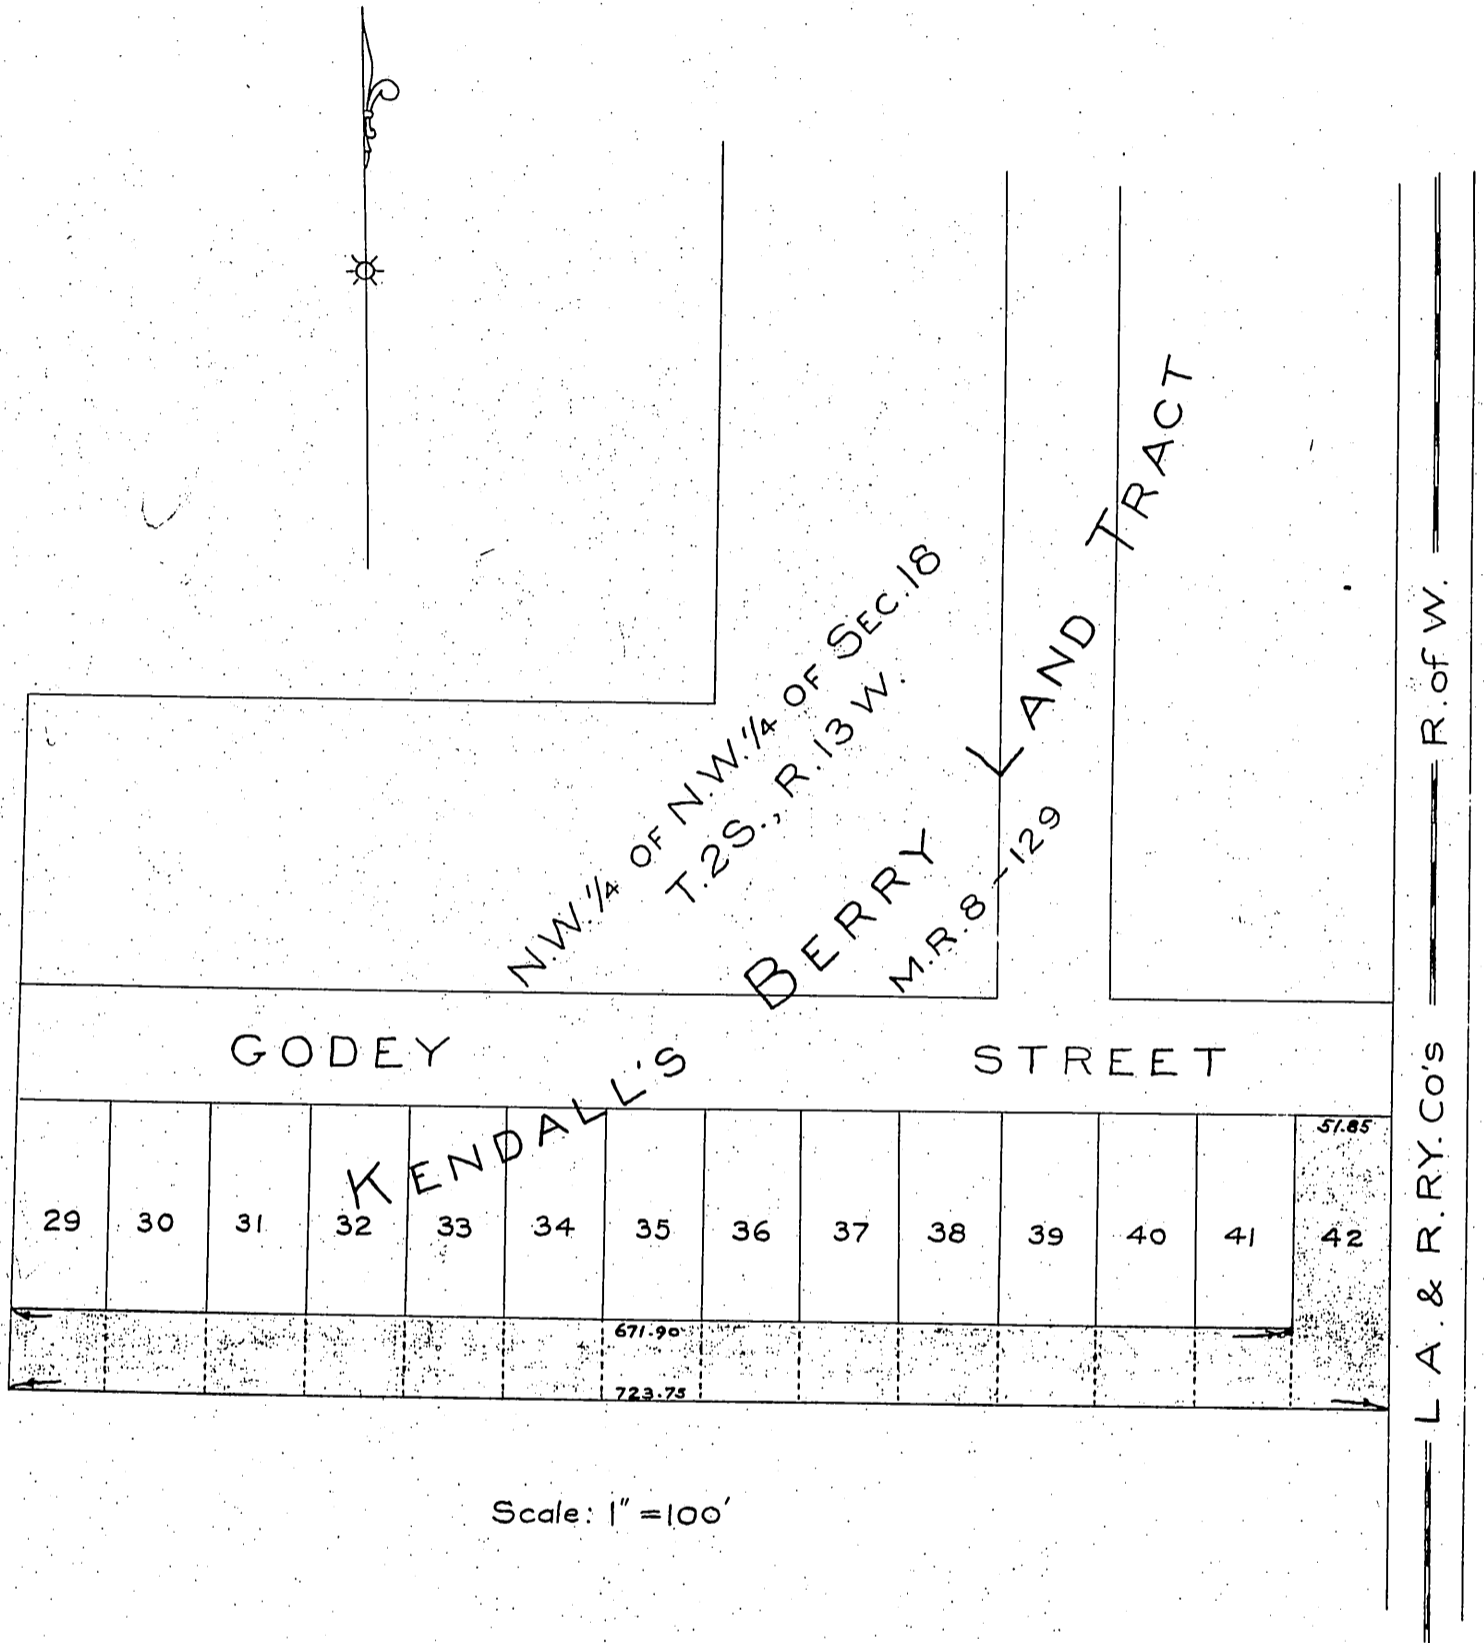 N.W.¼ OF N.W.¼ OF SEC.18
T.2S., R.13 W.
KENDALL'S BERRY LAND TRACT
M.R.8-129
GODEY STREET
51.85
29 30 31 32 33 34 35 36 37 38 39 40 41 42
671.90
723.75
L A. & R.RY.CO'S R.of W.
Scale: 1" = 100'